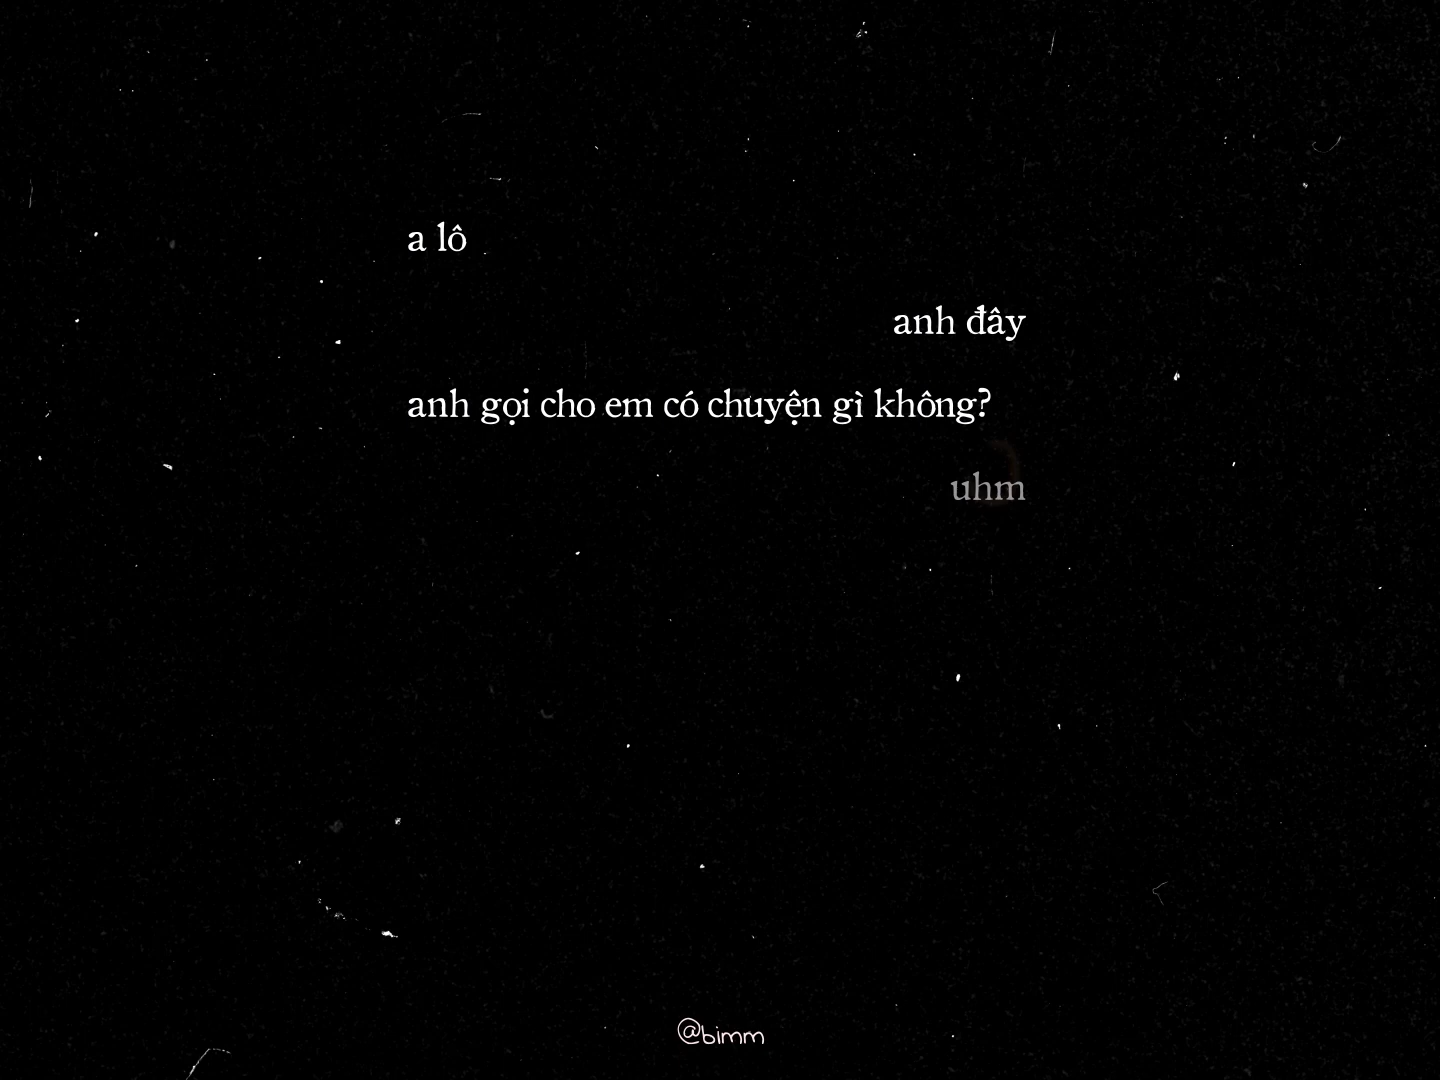 a lô
anh đây
anh gọi cho em có chuyện gì không?
uhm
@bimm